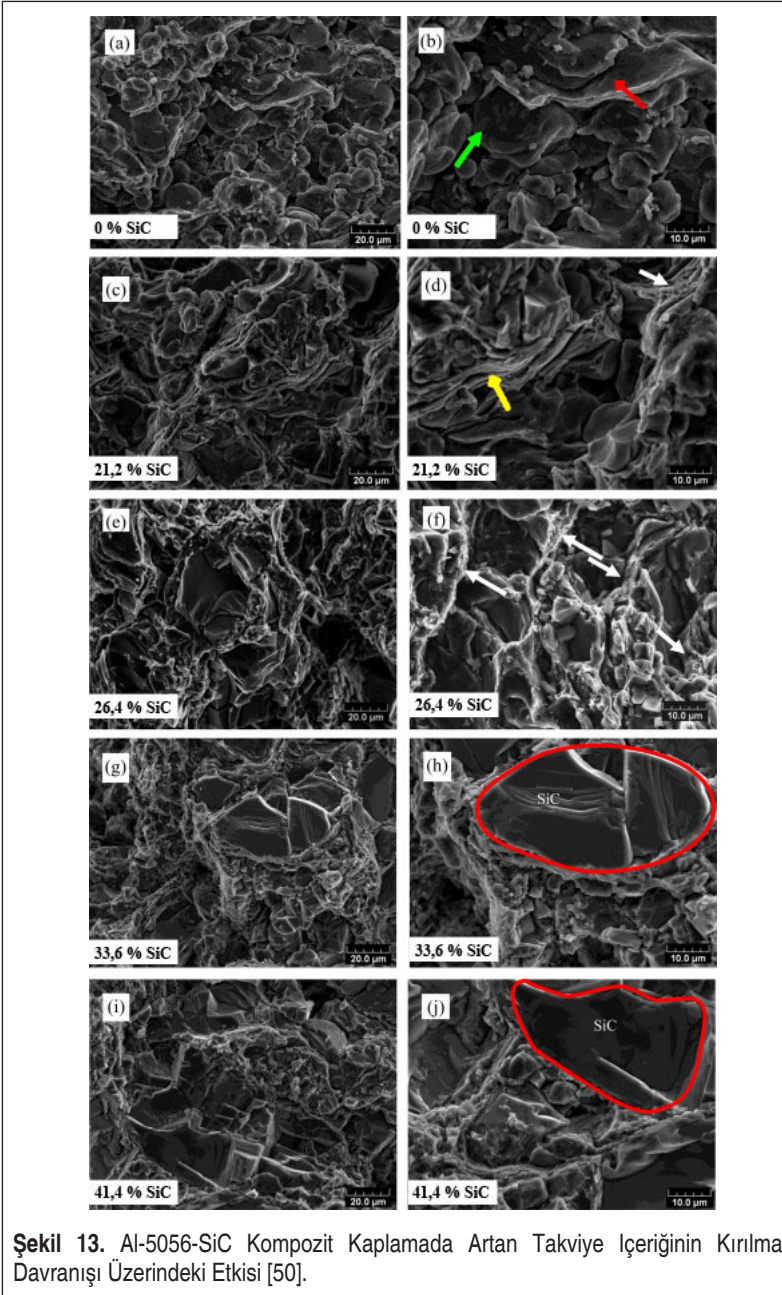 (a)
0 % SiC
20.0 µm
(b)
0 % SiC
10.0 µm
(c)
21,2 % SiC
20.0 µm
(d)
21,2 % SiC
10.0 µm
(e)
26,4 % SiC
20.0 µm
(f)
26,4 % SiC
10.0 µm
(g)
33,6 % SiC
20.0 µm
(h)
SiC
33,6 % SiC
10.0 µm
(i)
41,4 % SiC
20.0 µm
(j)
SiC
41,4 % SiC
10.0 µm
Şekil 13. Al-5056-SiC Kompozit Kaplamada Artan Takviye Içeriğinin Kırılma
Davranışı Üzerindeki Etkisi [50].